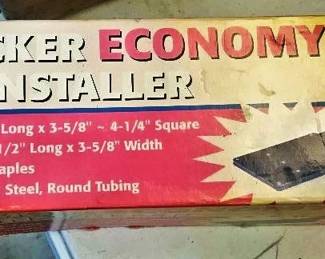 CKER ECONOMY
NSTALLER
Long x 3-5/8" ~ 4-1/4" Square
1/2" Long x 3-5/8" Width
aples
Steel, Round Tubing